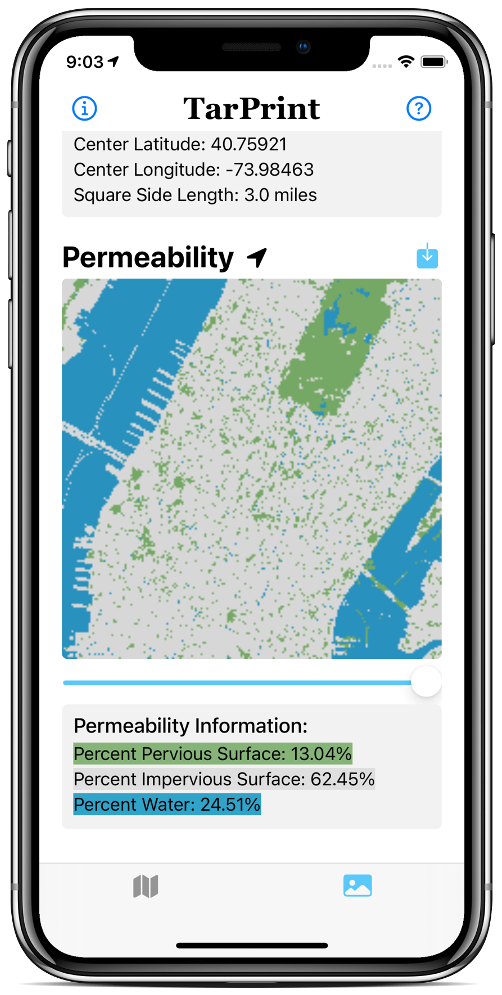 9:03
TarPrint
Center Latitude: 40.75921
Center Longitude: -73.98463
Square Side Length: 3.0 miles
Permeability
Permeability Information:
Percent Pervious Surface: 13.04%
Percent Impervious Surface: 62.45%
Percent Water: 24.51%